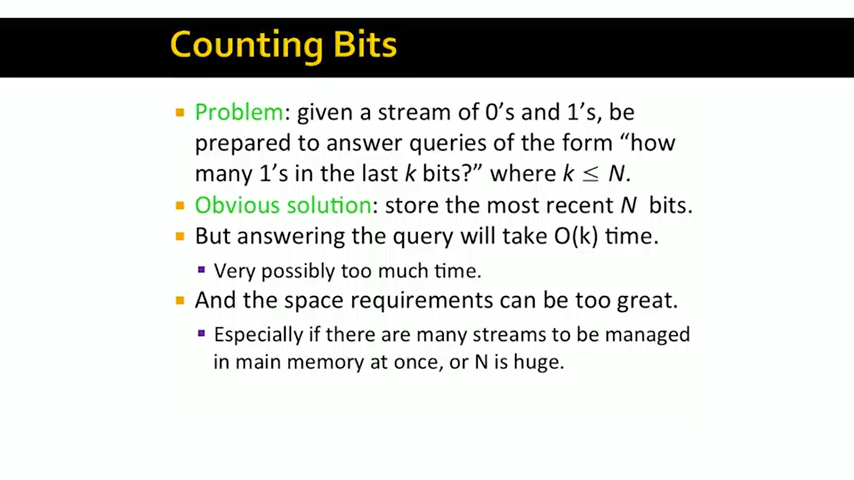 Counting Bits
Problem: given a stream of 0's and 1's, be
prepared to answer queries of the form “how
many 1's in the last k bits?” where k ≤ N.
Obvious solution: store the most recent N bits.
But answering the query will take O(k) time.
Very possibly too much time.
And the space requirements can be too great.
Especially if there are many streams to be managed
in main memory at once, or N is huge.